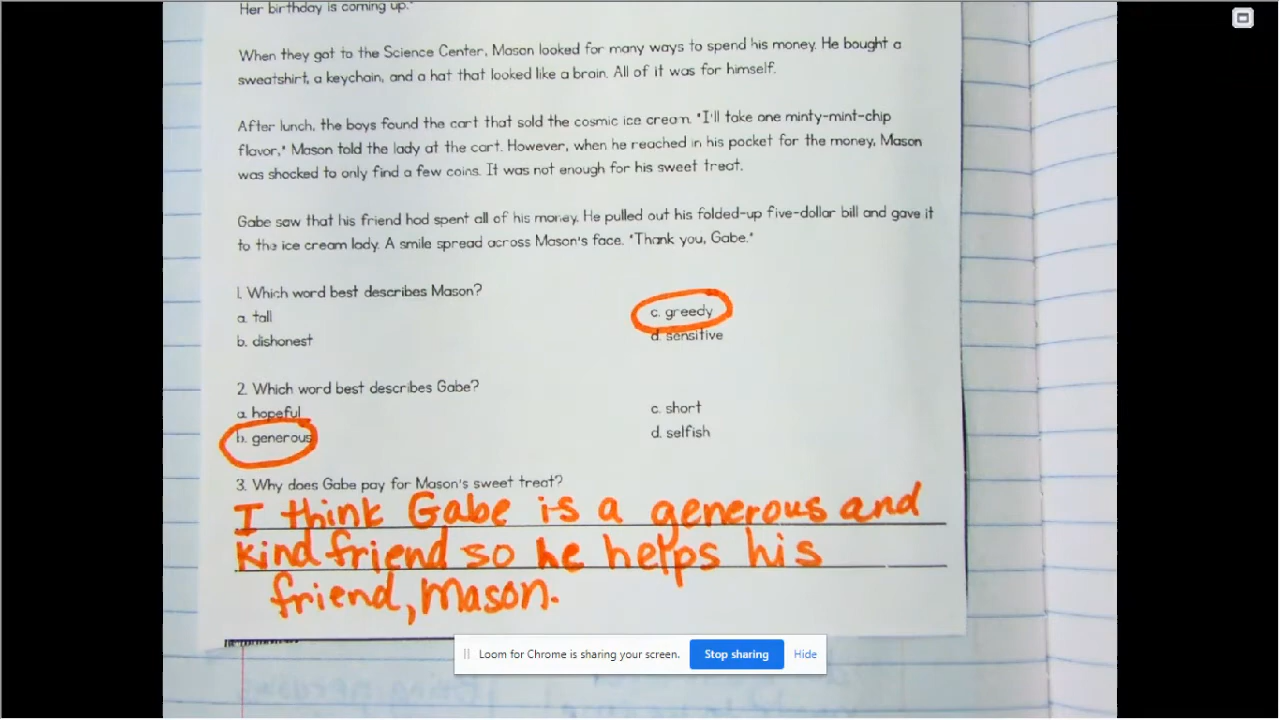 Her birthday is coming up."
When they got to the Science Center, Mason looked for many ways to spend his money. He bought a
sweatshirt, a keychain, and a hat that looked like a brain. All of it was for himself.
After lunch, the boys found the cart that sold the cosmic ice cream. "I'll take one minty-mint-chip
flavor," Mason told the lady at the cart. However, when he reached in his pocket for the money, Mason
was shocked to only find a few coins. It was not enough for his sweet treat.
Gabe saw that his friend had spent all of his money. He pulled out his folded-up five-dollar bill and gave it
to the ice cream lady. A smile spread across Mason's face. "Thank you, Gabe."
1. Which word best describes Mason?
a. tall
b. dishonest
c. greedy
d. sensitive
2. Which word best describes Gabe?
a. hopeful
b. generous
c. short
d. selfish
3. Why does Gabe pay for Mason's sweet treat?
I think Gabe is a generous and
kind friend so he helps his
friend, Mason.
Loom for Chrome is sharing your screen. Stop sharing Hide